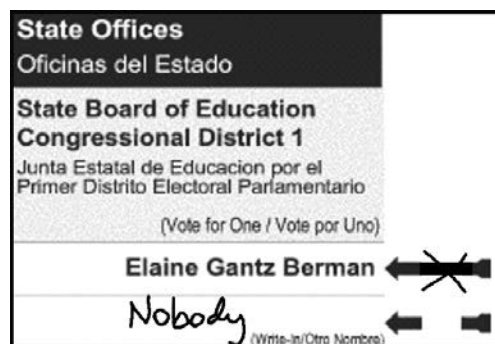 State Offices
Oficinas del Estado
State Board of Education
Congressional District 1
Junta Estatal de Educacion por el
Primer Distrito Electoral Parlamentario
(Vote for One / Vote por Uno)
Elaine Gantz Berman
Nobody
(Write-In/Otro Nombre)